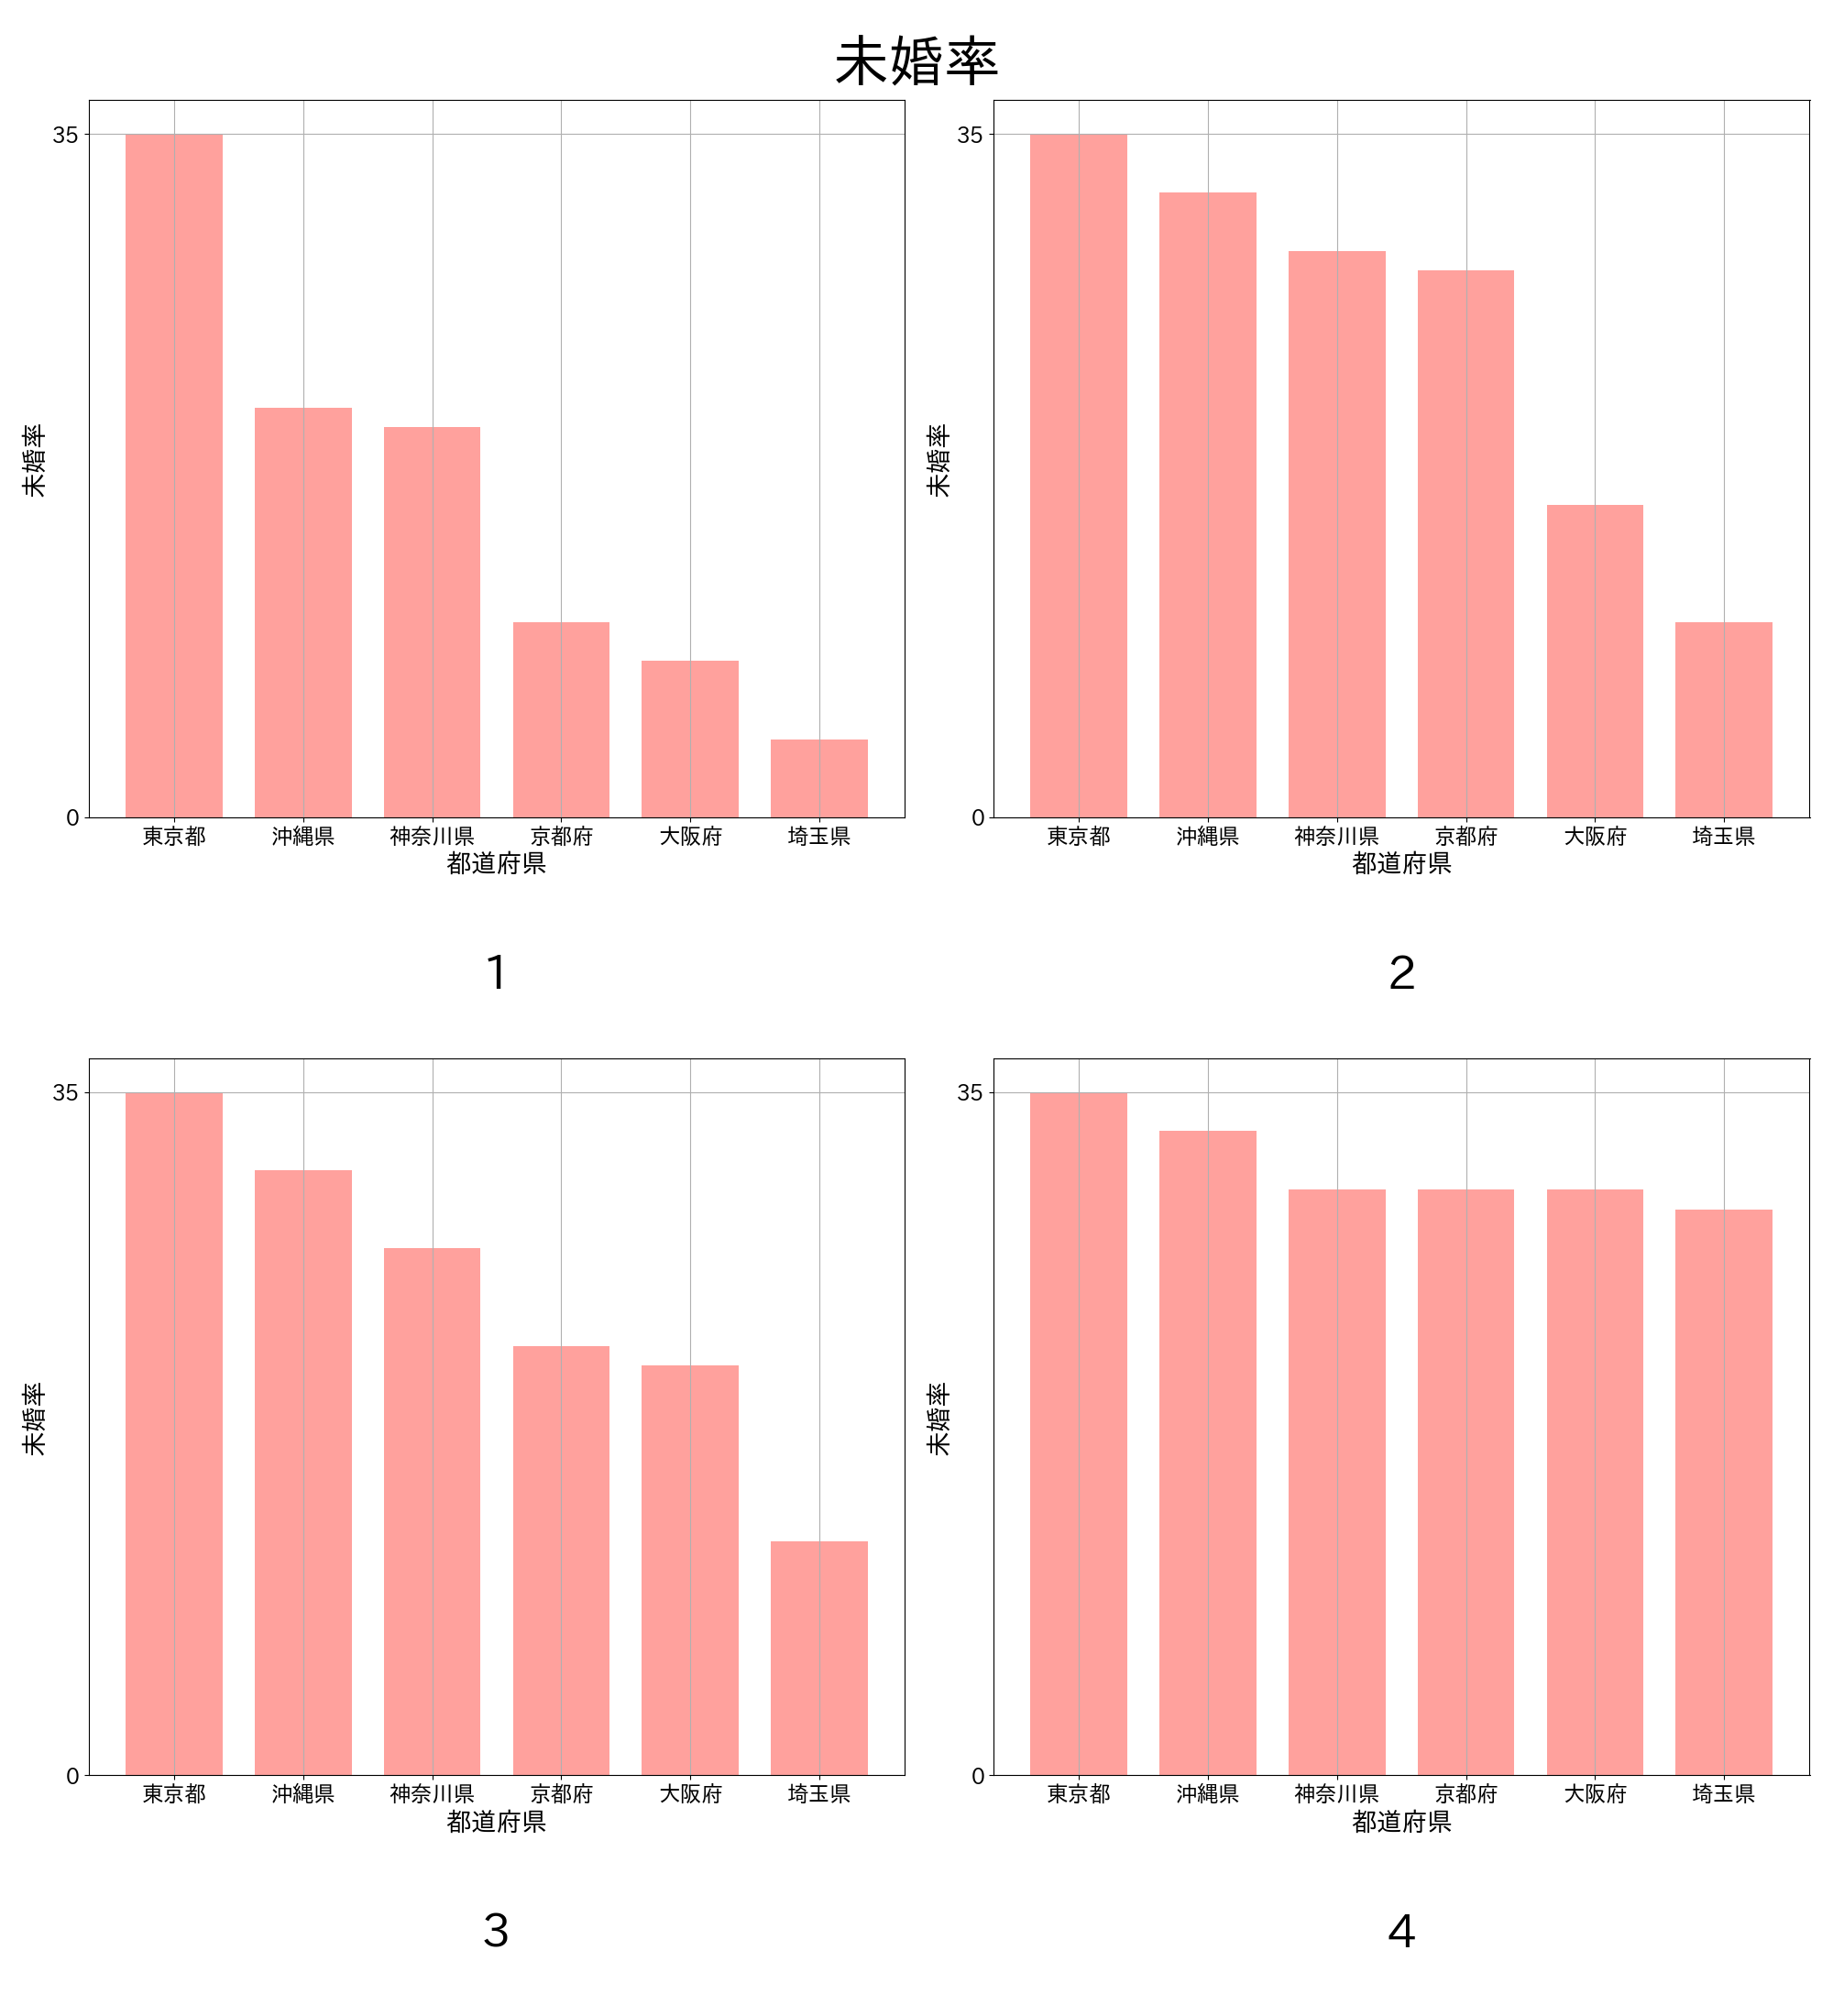 未婚率
35
0
未婚率
東京都 沖縄県 神奈川県 京都府 大阪府 埼玉県
都道府県
1
35
0
未婚率
東京都 沖縄県 神奈川県 京都府 大阪府 埼玉県
都道府県
2
35
0
未婚率
東京都 沖縄県 神奈川県 京都府 大阪府 埼玉県
都道府県
3
35
0
未婚率
東京都 沖縄県 神奈川県 京都府 大阪府 埼玉県
都道府県
4